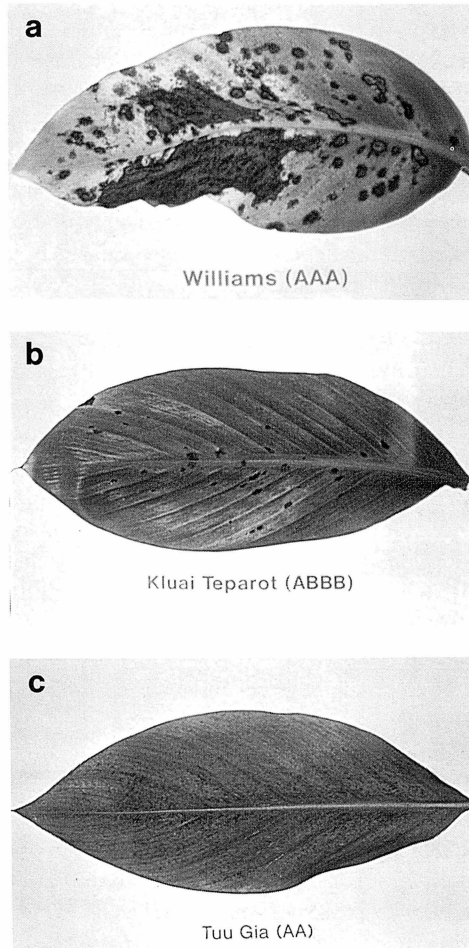 a
Williams (AAA)
b
Kluai Teparot (ABBB)
c
Tuu Gia (AA)